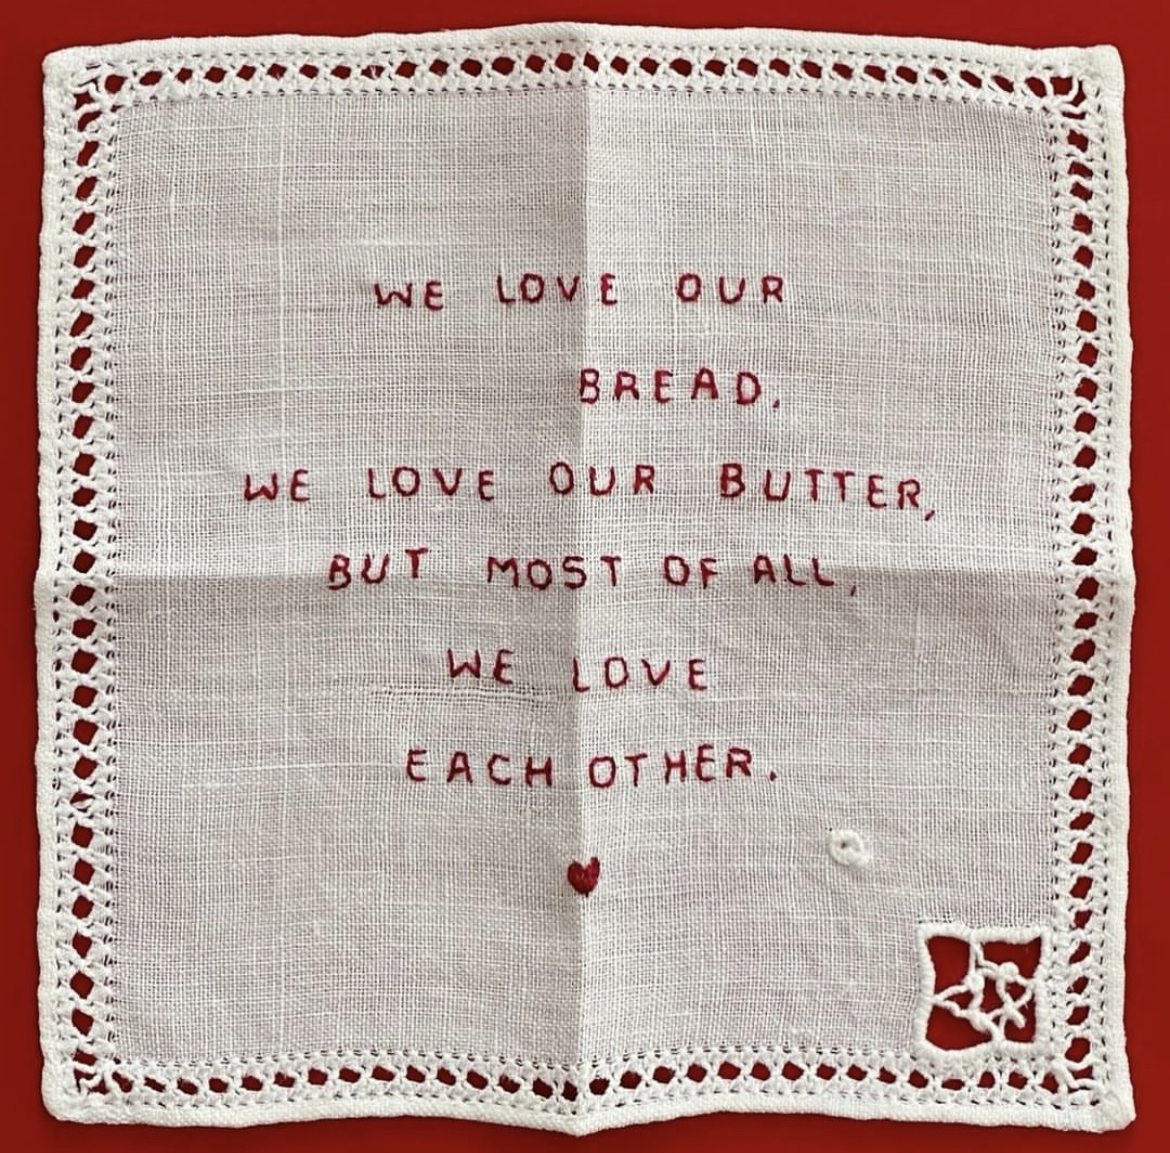 WE LOVE OUR
BREAD,
WE LOVE OUR BUTTER,
BUT MOST OF ALL,
WE LOVE
EACH OTHER.